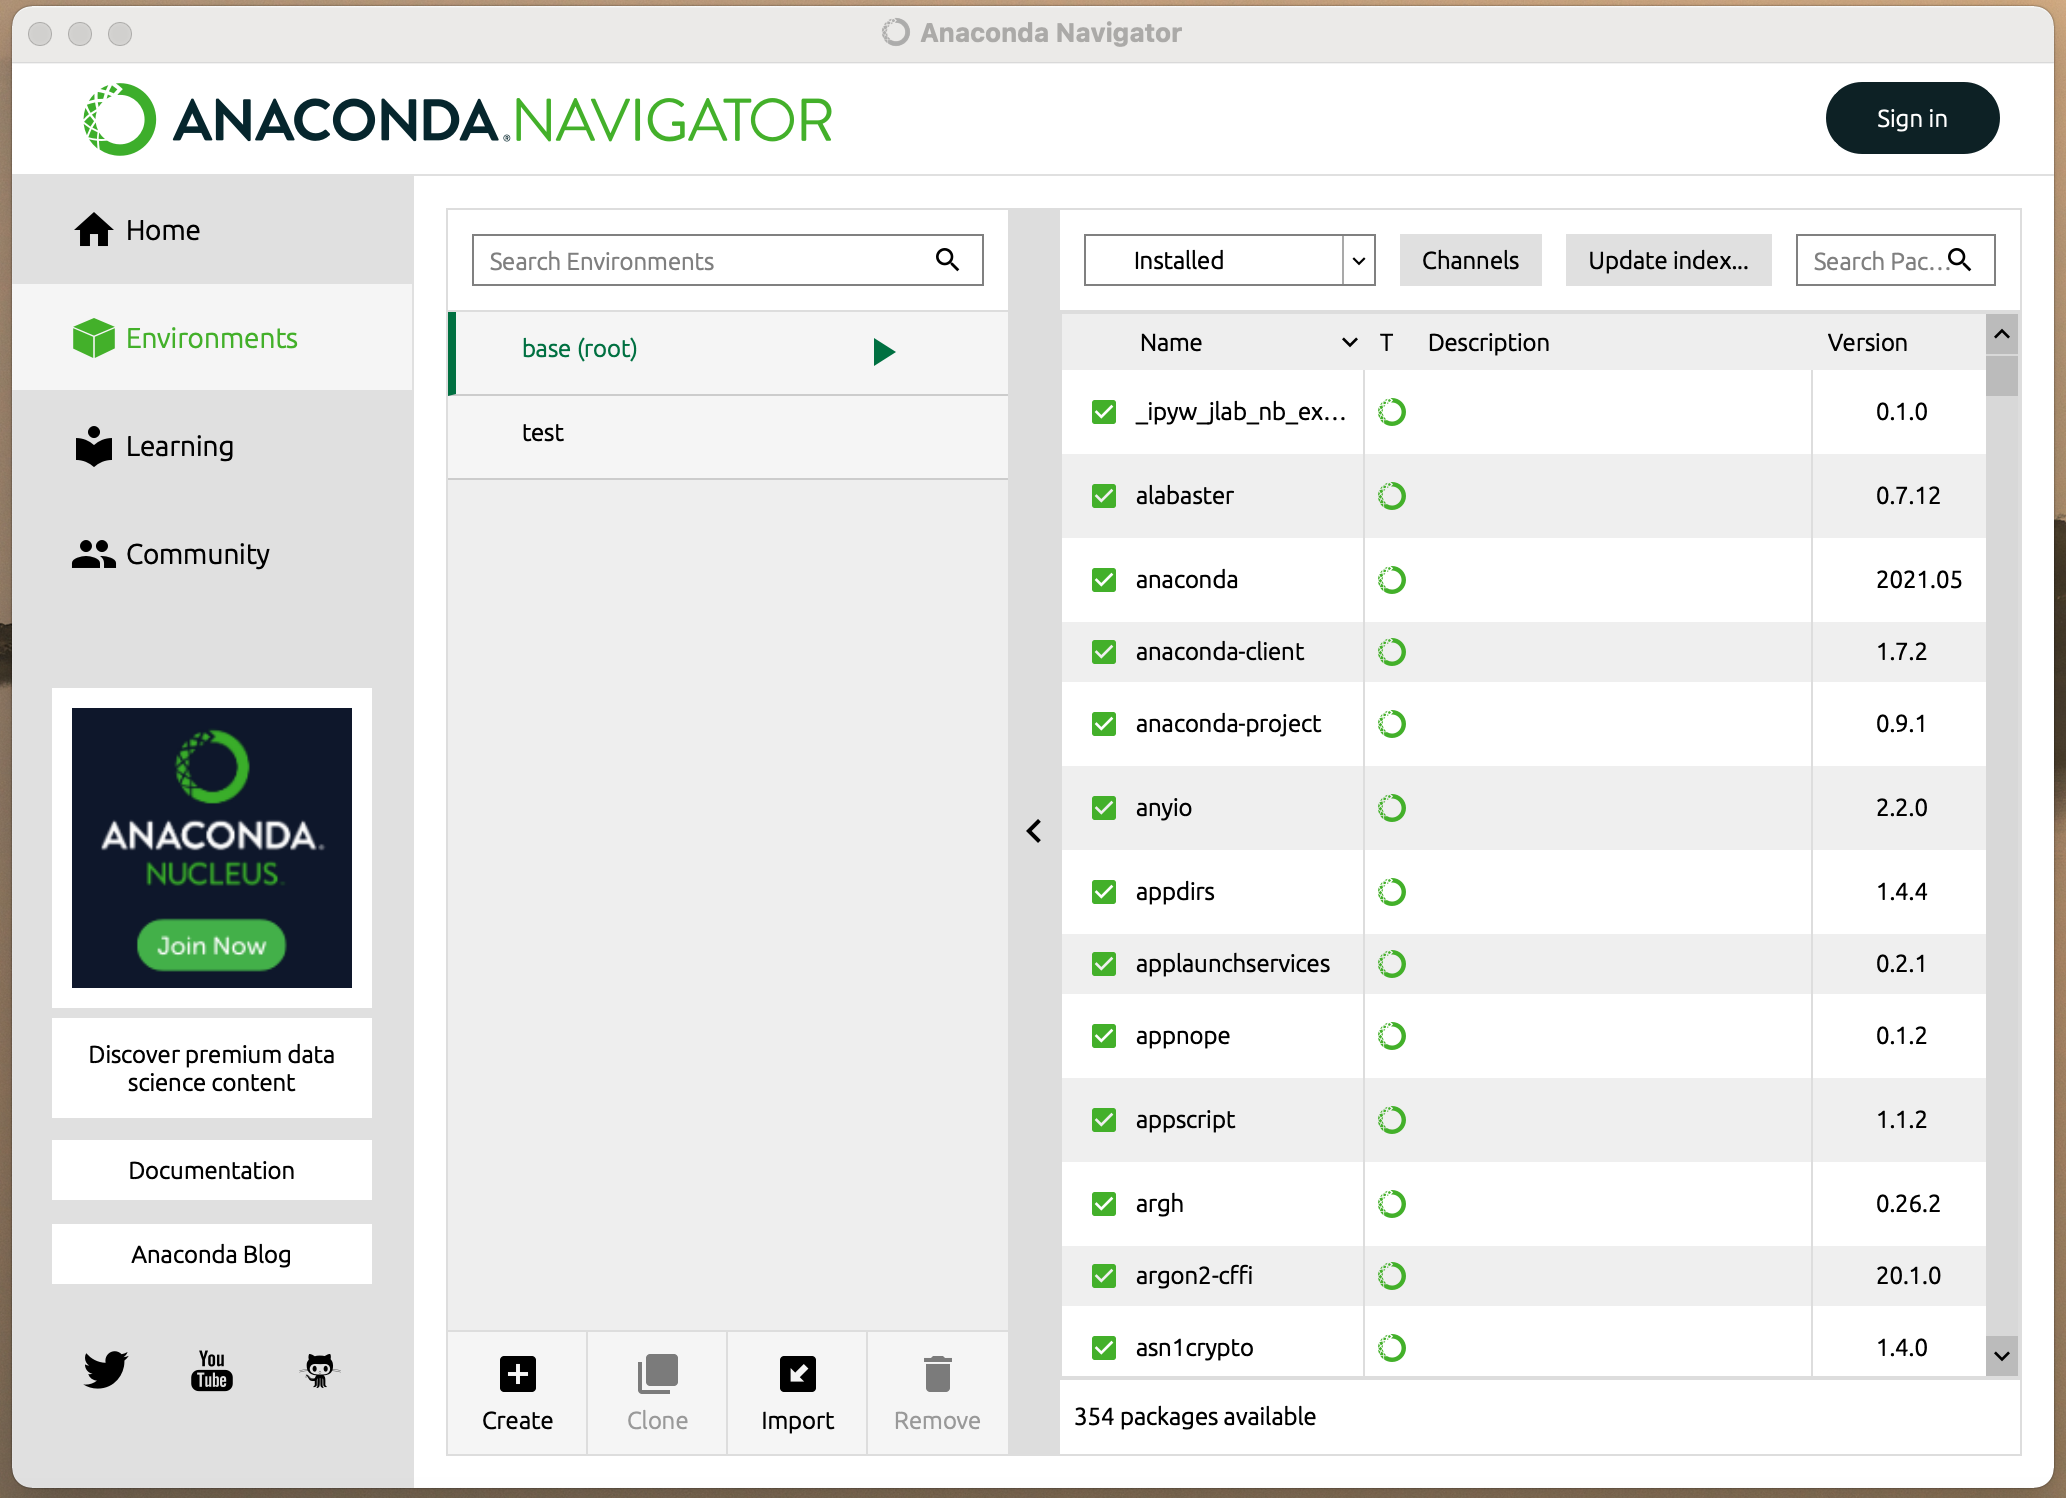 Anaconda Navigator
ANACONDA.NAVIGATOR
Sign in
Home
Environments
Learning
Community
ANACONDA.
NUCLEUS
Join Now
Discover premium data
science content
Documentation
Anaconda Blog
You
Tube
Search Environments
base (root)
test
Create
Clone
Import
Remove
Installed
Channels
Update index...
Search Pac...
Name T Description Version
_ipyw_jlab_nb_ex... 0.1.0
alabaster 0.7.12
anaconda 2021.05
anaconda-client 1.7.2
anaconda-project 0.9.1
anyio 2.2.0
appdirs 1.4.4
applaunchservices 0.2.1
appnope 0.1.2
appscript 1.1.2
argh 0.26.2
argon2-cffi 20.1.0
asn1crypto 1.4.0
354 packages available